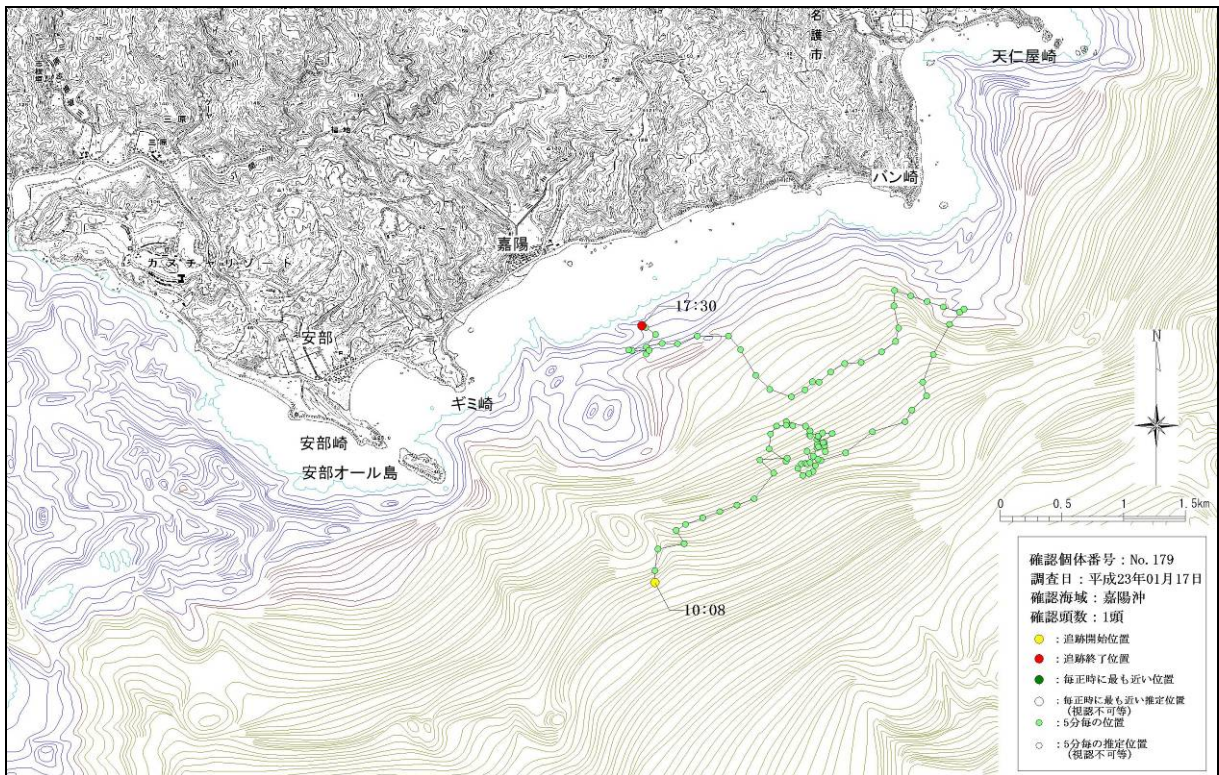 名護市
天仁屋崎
バン崎
三原
三原
福地
嘉陽
カヌチャリゾート
17:30
安部
ギミ崎
N
安部崎
安部オール島
0 0.5 1 1.5km
10:08
確認個体番号:No.179
調査日:平成23年01月17日
確認海域:嘉陽沖
確認頭数:1頭
:追跡開始位置
:追跡終了位置
:毎正時に最も近い位置
:毎正時に最も近い推定位置
(視認不可等)
:5分毎の位置
:5分毎の推定位置
(視認不可等)